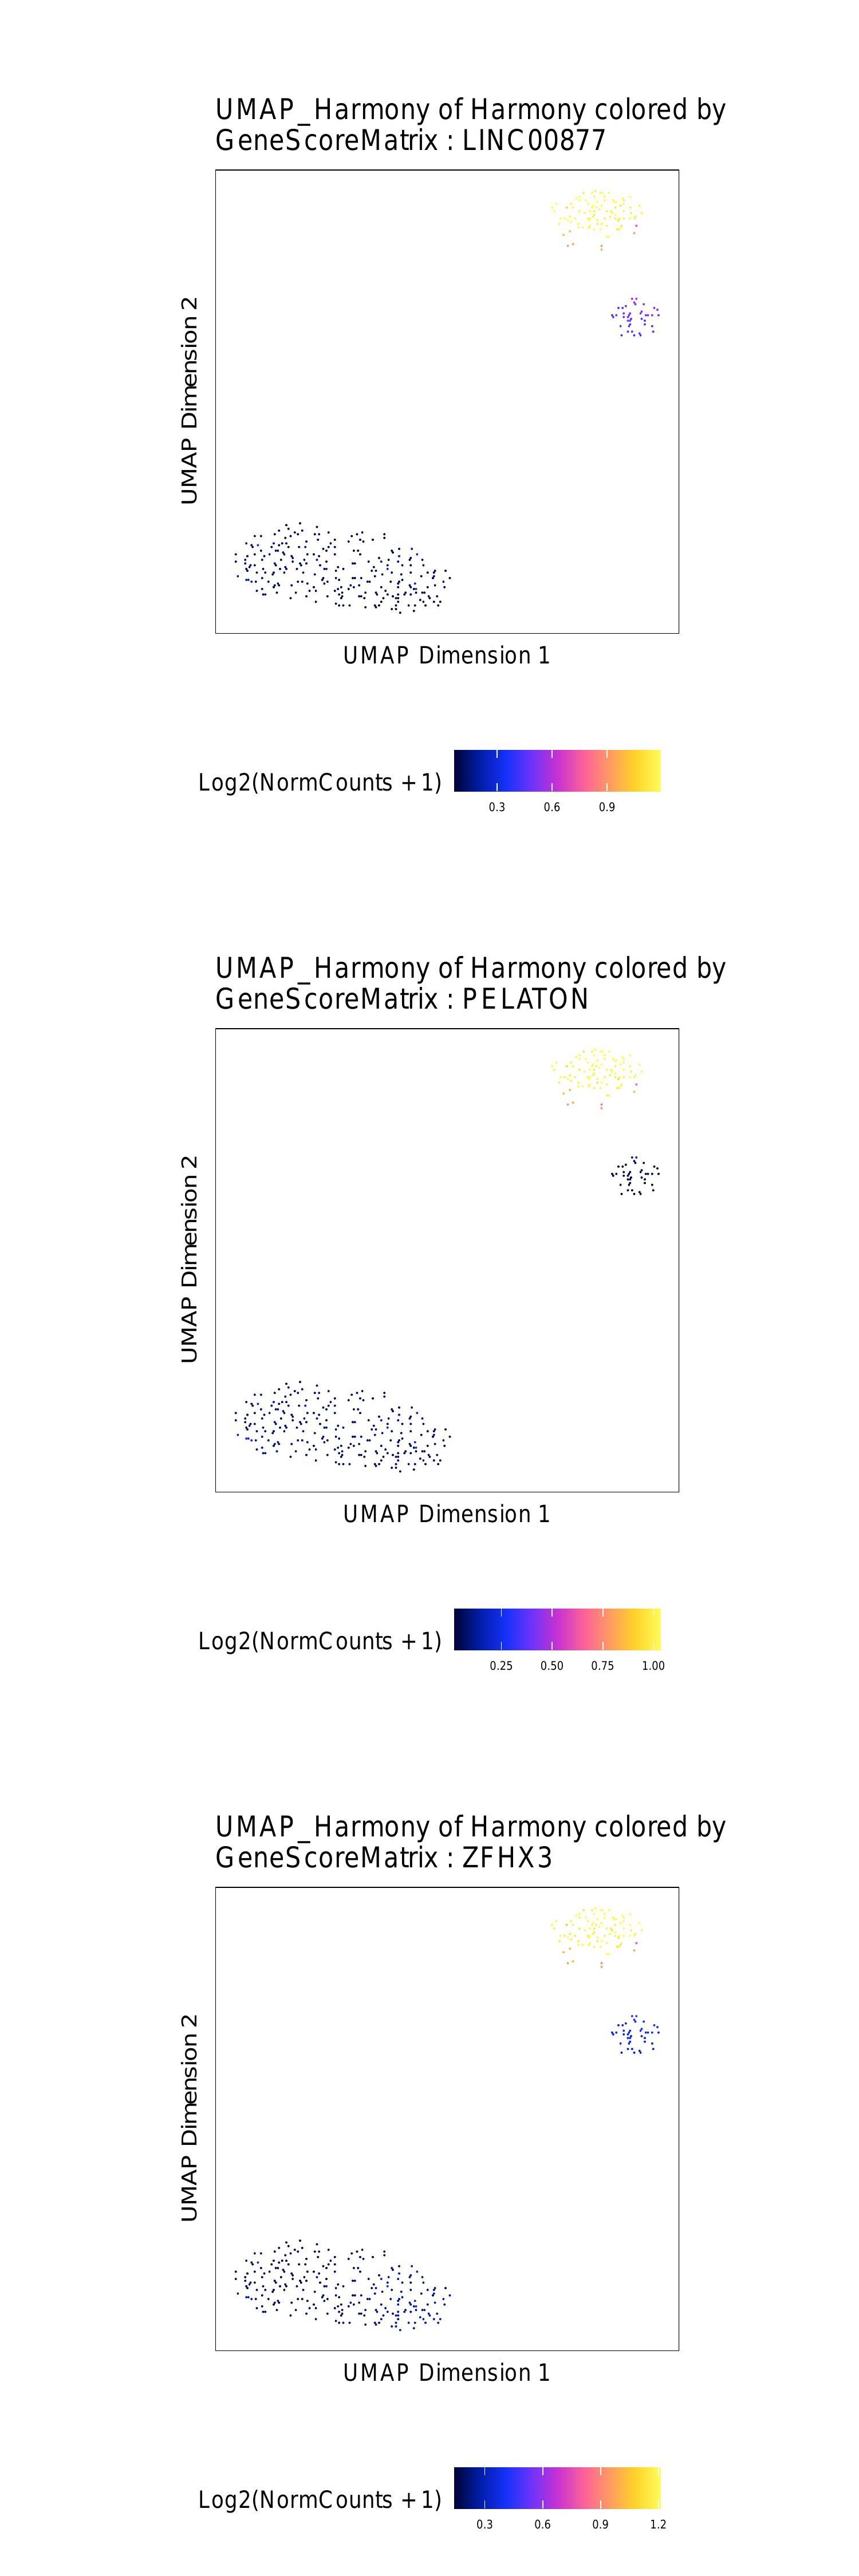 UMAP_Harmony of Harmony colored by
GeneScoreMatrix : LINC00877
UMAP Dimension 2
UMAP Dimension 1
Log2(NormCounts +1)
0.3 0.6 0.9
UMAP_Harmony of Harmony colored by
GeneScoreMatrix : PELATON
UMAP Dimension 2
UMAP Dimension 1
Log2(NormCounts +1)
0.25 0.50 0.75 1.00
UMAP_Harmony of Harmony colored by
GeneScoreMatrix : ZFHX3
UMAP Dimension 2
UMAP Dimension 1
Log2(NormCounts +1)
0.3 0.6 0.9 1.2